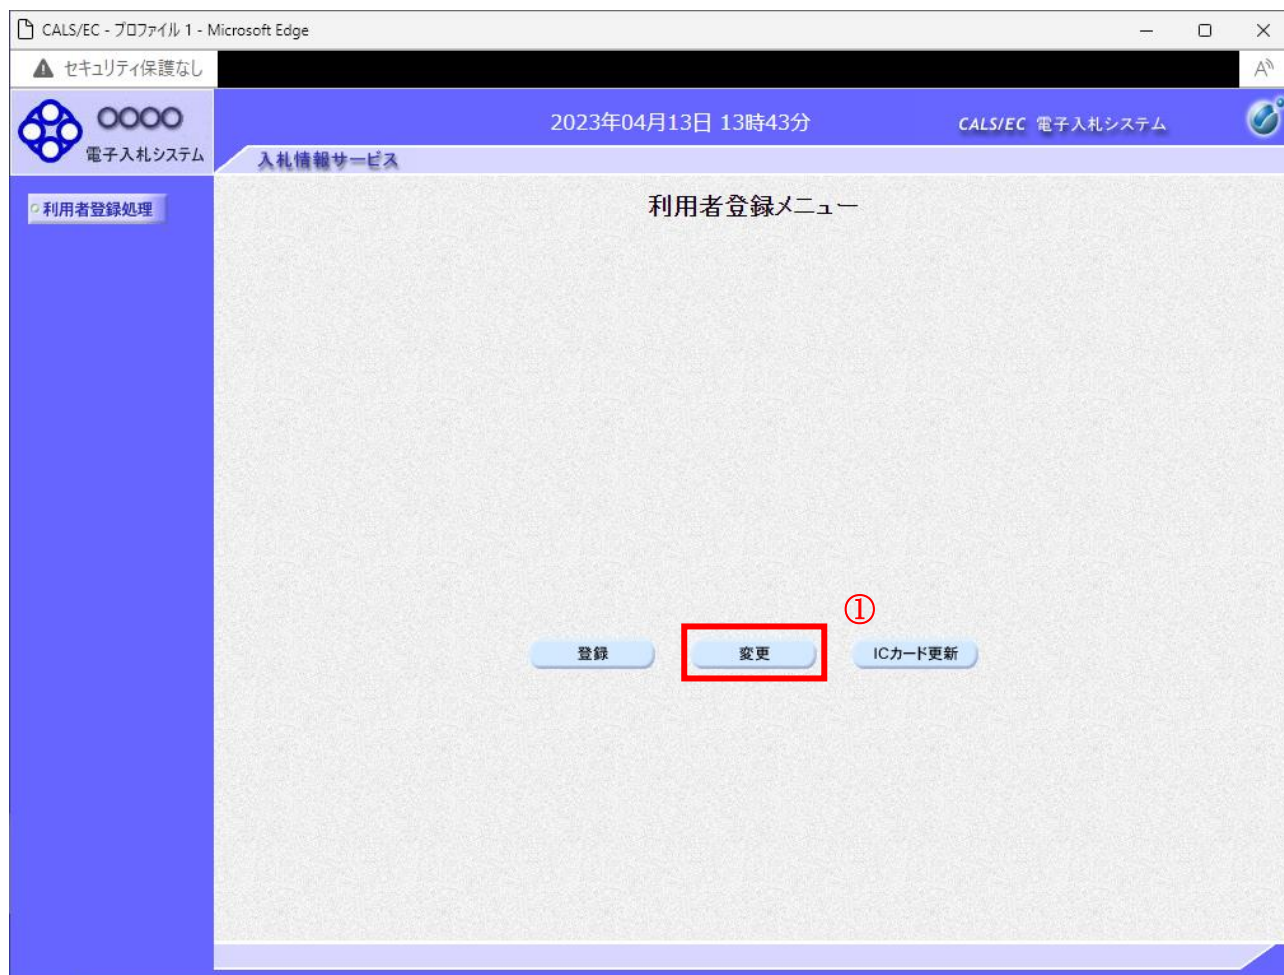 CALS/EC - プロファイル 1 - Microsoft Edge
セキュリティ保護なし
A
〇〇〇〇
電子入札システム
2023年04月13日 13時43分
CALS/EC 電子入札システム
入札情報サービス
利用者登録処理
利用者登録メニュー
①
登録
変更
ICカード更新